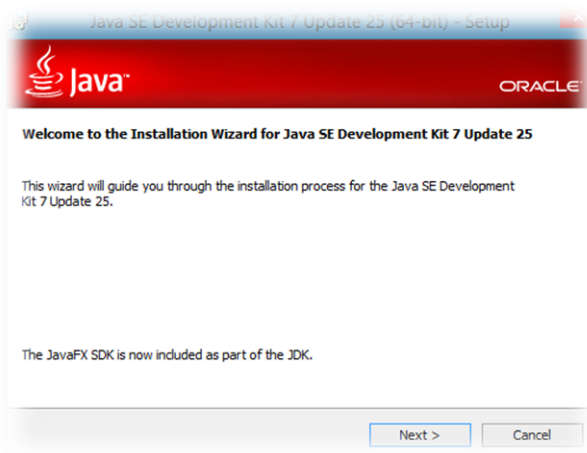 Java SE Development Kit 7 Update 25 (64-bit) - Setup
Java™
ORACLE
Welcome to the Installation Wizard for Java SE Development Kit 7 Update 25
This wizard will guide you through the installation process for the Java SE Development
Kit 7 Update 25.
The JavaFX SDK is now included as part of the JDK.
Next >
Cancel